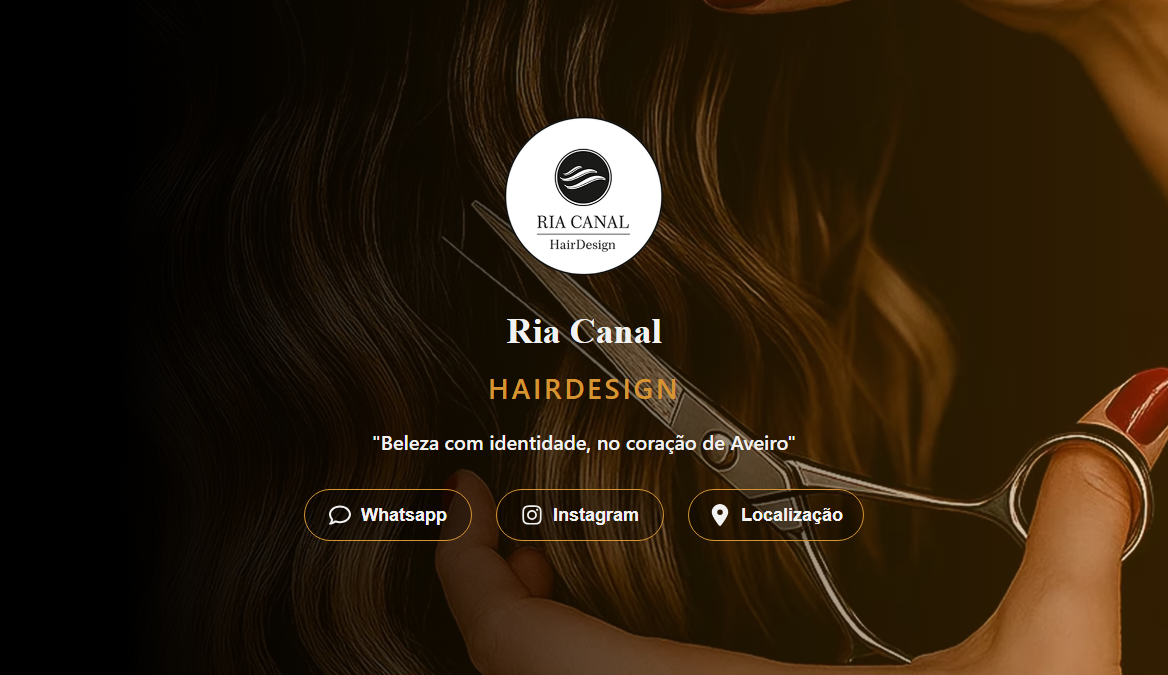 RIA CANAL
HairDesign
Ria Canal
HAIRDESIGN
"Beleza com identidade, no coração de Aveiro"
Whatsapp Instagram Localização